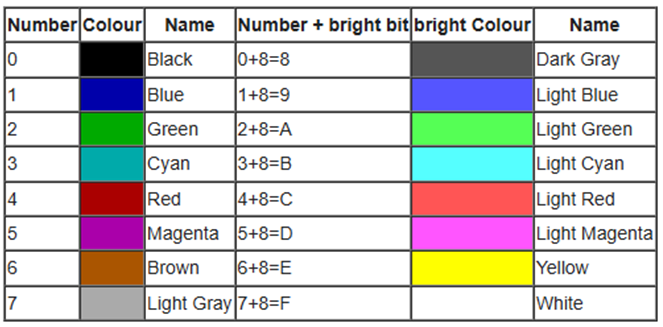 Number Colour Name Number + bright bit bright Colour Name
0 Black 0+8=8 Dark Gray
1 Blue 1+8=9 Light Blue
2 Green 2+8=A Light Green
3 Cyan 3+8=B Light Cyan
4 Red 4+8=C Light Red
5 Magenta 5+8=D Light Magenta
6 Brown 6+8=E Yellow
7 Light Gray 7+8=F White